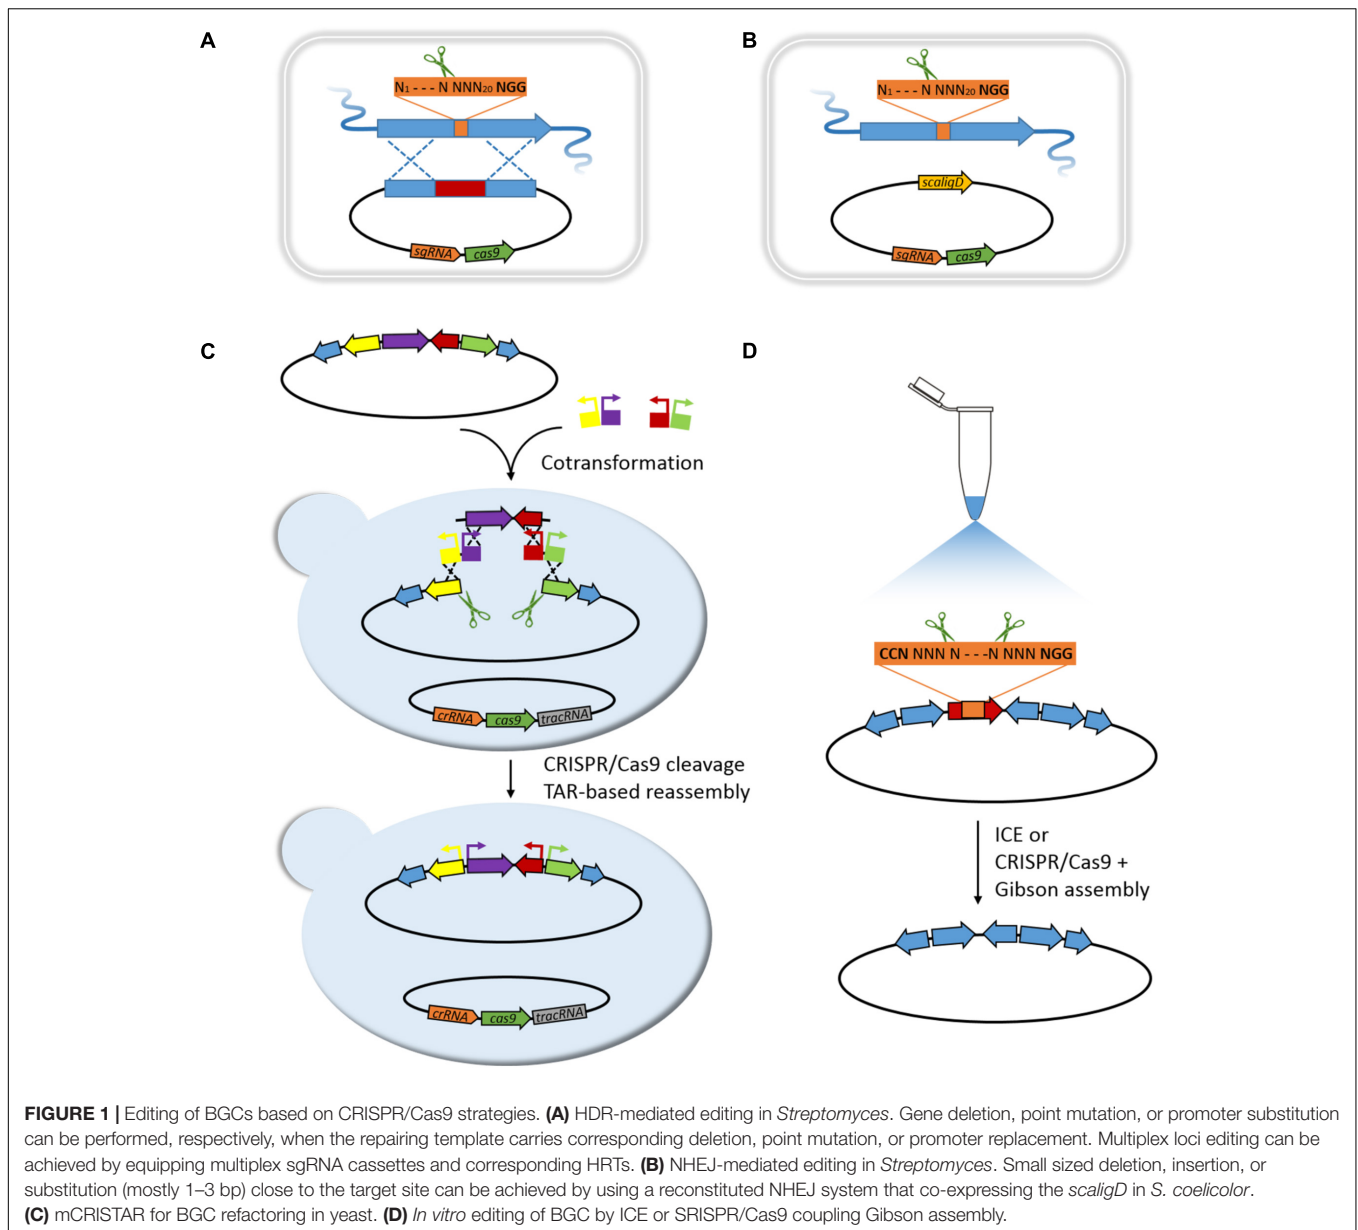 A
B
N1 - - - N NNN20 NGG
N1 - - - N NNN20 NGG
scaligD
sgRNA
cas9
sgRNA
cas9
C
D
Cotransformation
CCN NNN N - - -N NNN NGG
crRNA
cas9
tracRNA
CRISPR/Cas9 cleavage
TAR-based reassembly
ICE or
CRISPR/Cas9 +
Gibson assembly
crRNA
cas9
tracRNA
FIGURE 1 | Editing of BGCs based on CRISPR/Cas9 strategies. (A) HDR-mediated editing in Streptomyces. Gene deletion, point mutation, or promoter substitution
can be performed, respectively, when the repairing template carries corresponding deletion, point mutation, or promoter replacement. Multiplex loci editing can be
achieved by equipping multiplex sgRNA cassettes and corresponding HRTs. (B) NHEJ-mediated editing in Streptomyces. Small sized deletion, insertion, or
substitution (mostly 1–3 bp) close to the target site can be achieved by using a reconstituted NHEJ system that co-expressing the scaligD in S. coelicolor.
(C) mCRISTAR for BGC refactoring in yeast. (D) In vitro editing of BGC by ICE or SRISPR/Cas9 coupling Gibson assembly.